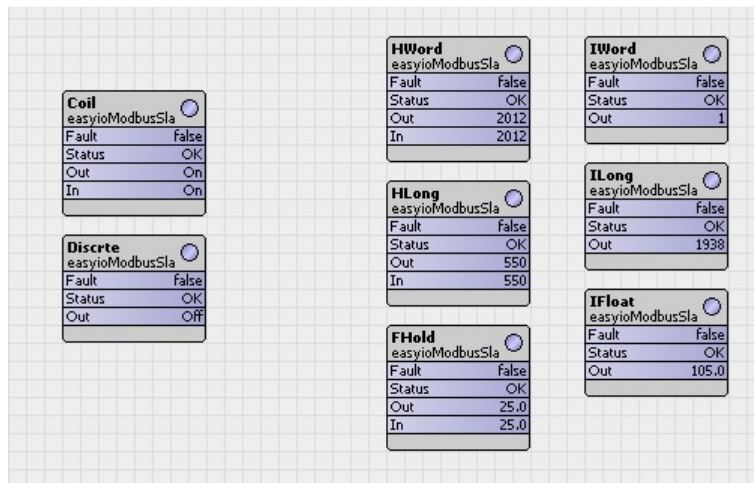 Coil
easyioModbusSla
Fault false
Status OK
Out On
In On
Discrte
easyioModbusSla
Fault false
Status OK
Out Off
HWord
easyioModbusSla
Fault false
Status OK
Out 2012
In 2012
HLong
easyioModbusSla
Fault false
Status OK
Out 550
In 550
FHold
easyioModbusSla
Fault false
Status OK
Out 25.0
In 25.0
IWord
easyioModbusSla
Fault false
Status OK
Out 1
ILong
easyioModbusSla
Fault false
Status OK
Out 1938
IFloat
easyioModbusSla
Fault false
Status OK
Out 105.0